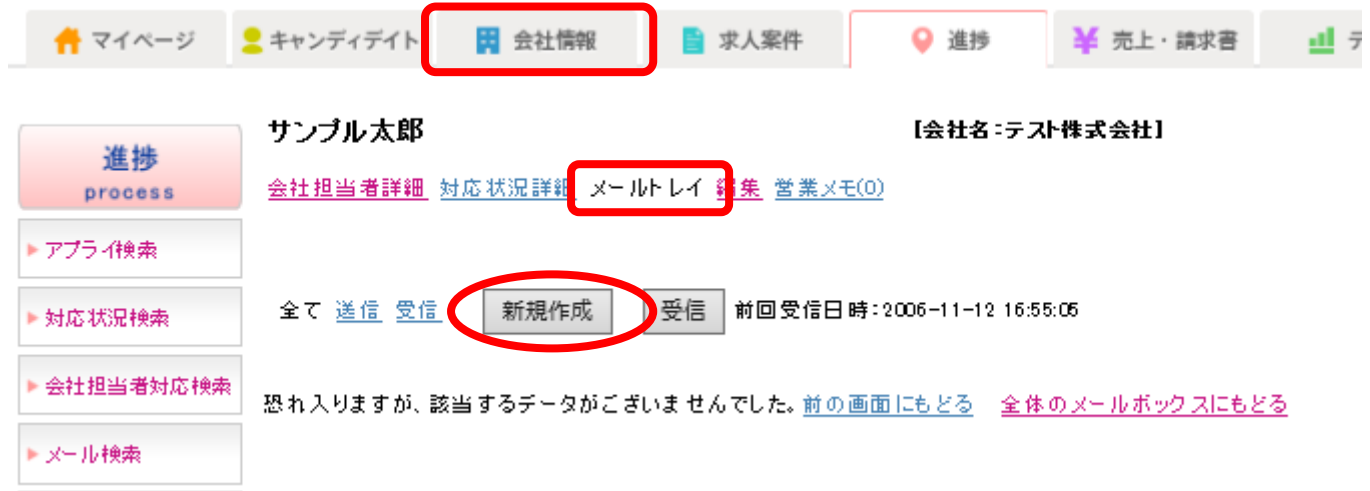 マイページ キャンディデイト 会社情報 求人案件 進捗 売上・請求書 デ
サンプル太郎 【会社名:テスト株式会社】
進捗
process
会社担当者詳細 対応状況詳細 メールトレイ 編集 営業メモ(0)
アプライ検索
全て 送信 受信 新規作成 受信 前回受信日時:2006-11-12 16:55:05
対応状況検索
会社担当者対応検索
恐れ入りますが、該当するデータがございませんでした。前の画面にもどる 全体のメールボックスにもどる
メール検索